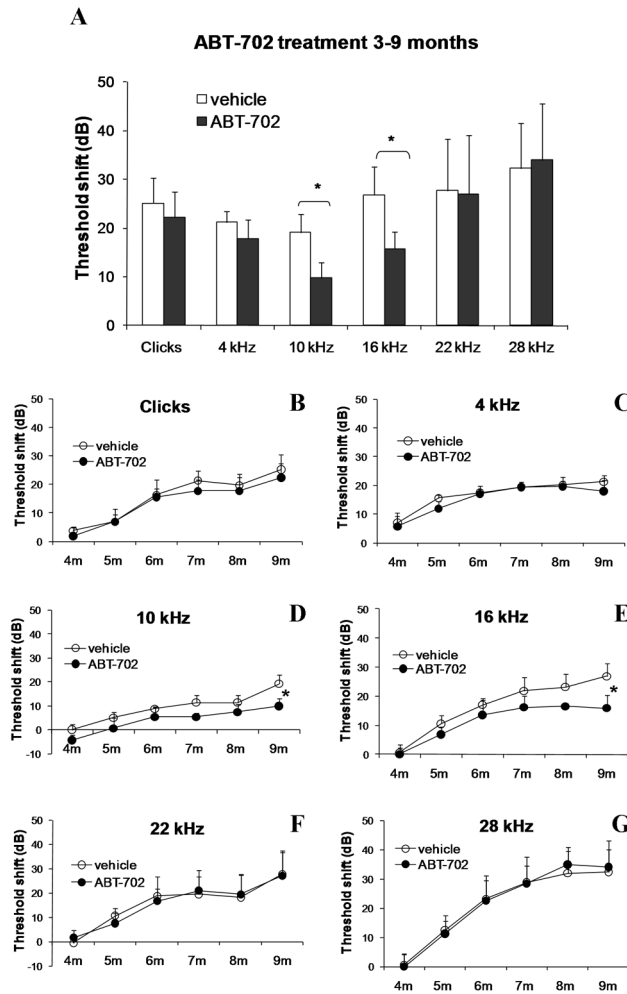 A
ABT-702 treatment 3-9 months
Threshold shift (dB)
50
40
30
20
10
0
vehicle
ABT-702
*
*
Clicks 4 kHz 10 kHz 16 kHz 22 kHz 28 kHz
Clicks B
Threshold shift (dB)
50
40
30
20
10
0
vehicle
ABT-702
4m 5m 6m 7m 8m 9m
4 kHz C
Threshold shift (dB)
50
40
30
20
10
0
vehicle
ABT-702
4m 5m 6m 7m 8m 9m
10 kHz D
Threshold shift (dB)
50
40
30
20
10
0
-10
vehicle
ABT-702
*
4m 5m 6m 7m 8m 9m
16 kHz E
Threshold shift (dB)
50
40
30
20
10
0
vehicle
ABT-702
*
4m 5m 6m 7m 8m 9m
22 kHz F
Threshold shift (dB)
50
40
30
20
10
0
-10
vehicle
ABT-702
4m 5m 6m 7m 8m 9m
28 kHz G
Threshold shift (dB)
50
40
30
20
10
0
vehicle
ABT-702
4m 5m 6m 7m 8m 9m